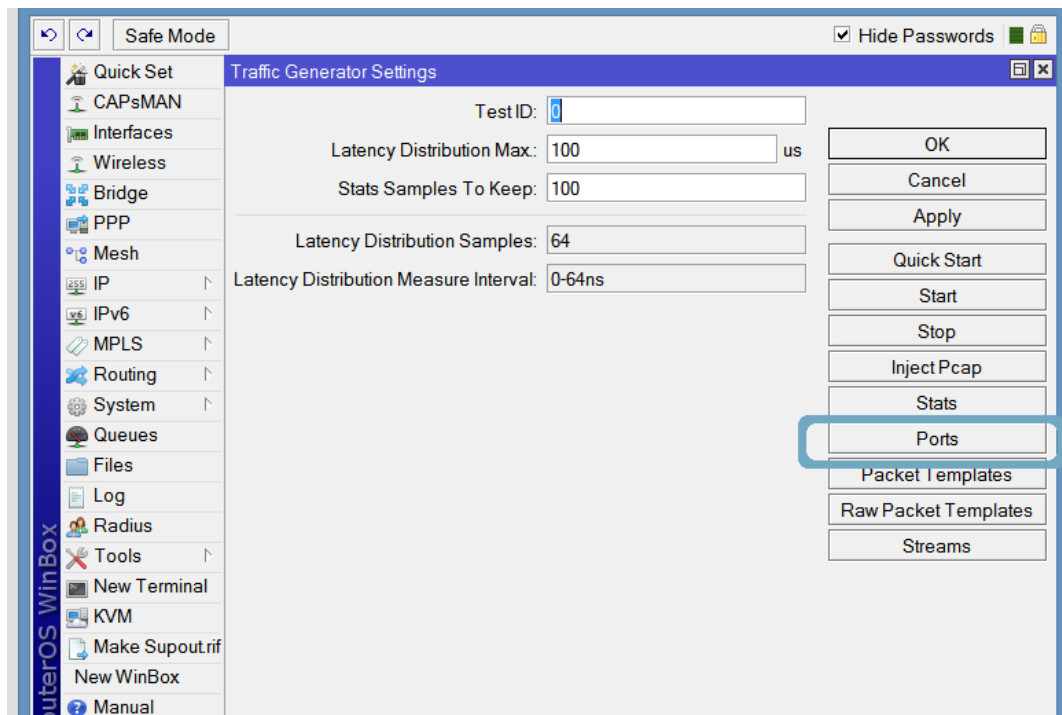 Safe Mode
Hide Passwords
Quick Set
CAPsMAN
Interfaces
Wireless
Bridge
PPP
Mesh
IP
IPv6
MPLS
Routing
System
Queues
Files
Log
Radius
Tools
New Terminal
KVM
Make Supout.rif
New WinBox
Manual
uterOS WinBox
Traffic Generator Settings
Test ID: 0
Latency Distribution Max.: 100 us
Stats Samples To Keep: 100
Latency Distribution Samples: 64
Latency Distribution Measure Interval: 0-64ns
OK
Cancel
Apply
Quick Start
Start
Stop
Inject Pcap
Stats
Ports
Packet Templates
Raw Packet Templates
Streams